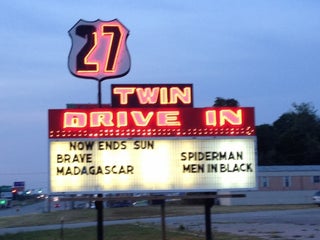 27
TWIN
DRIVE IN
NOW ENDS SUN
BRAVE SPIDERMAN
MADAGASCAR MEN IN BLACK